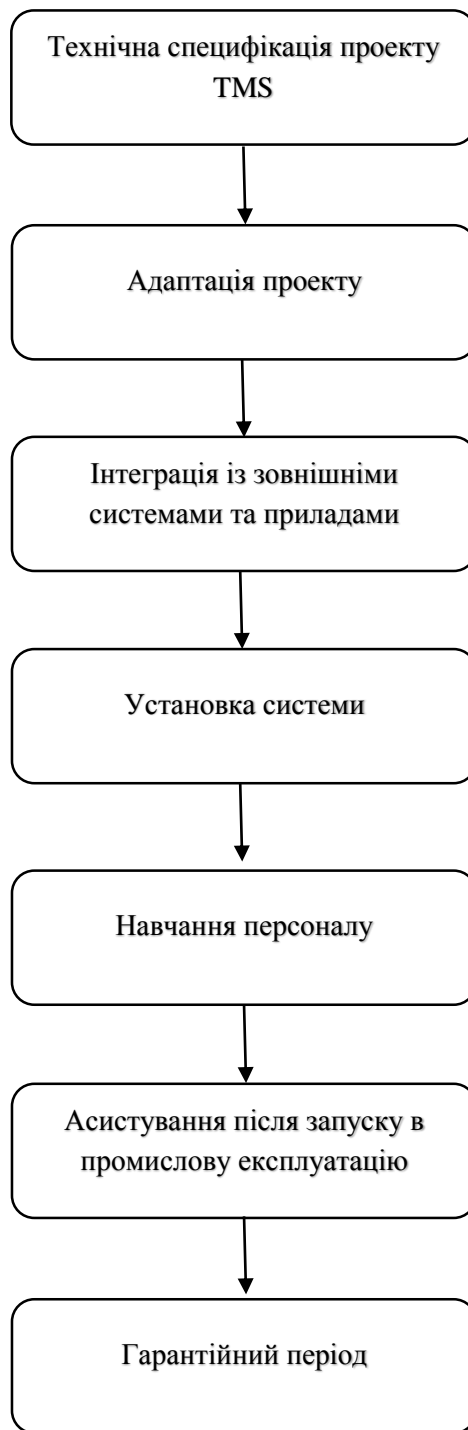 Технічна специфікація проекту
TMS
Адаптація проекту
Інтеграція із зовнішніми
системами та приладами
Установка системи
Навчання персоналу
Асистування після запуску в
промислову експлуатацію
Гарантійний період